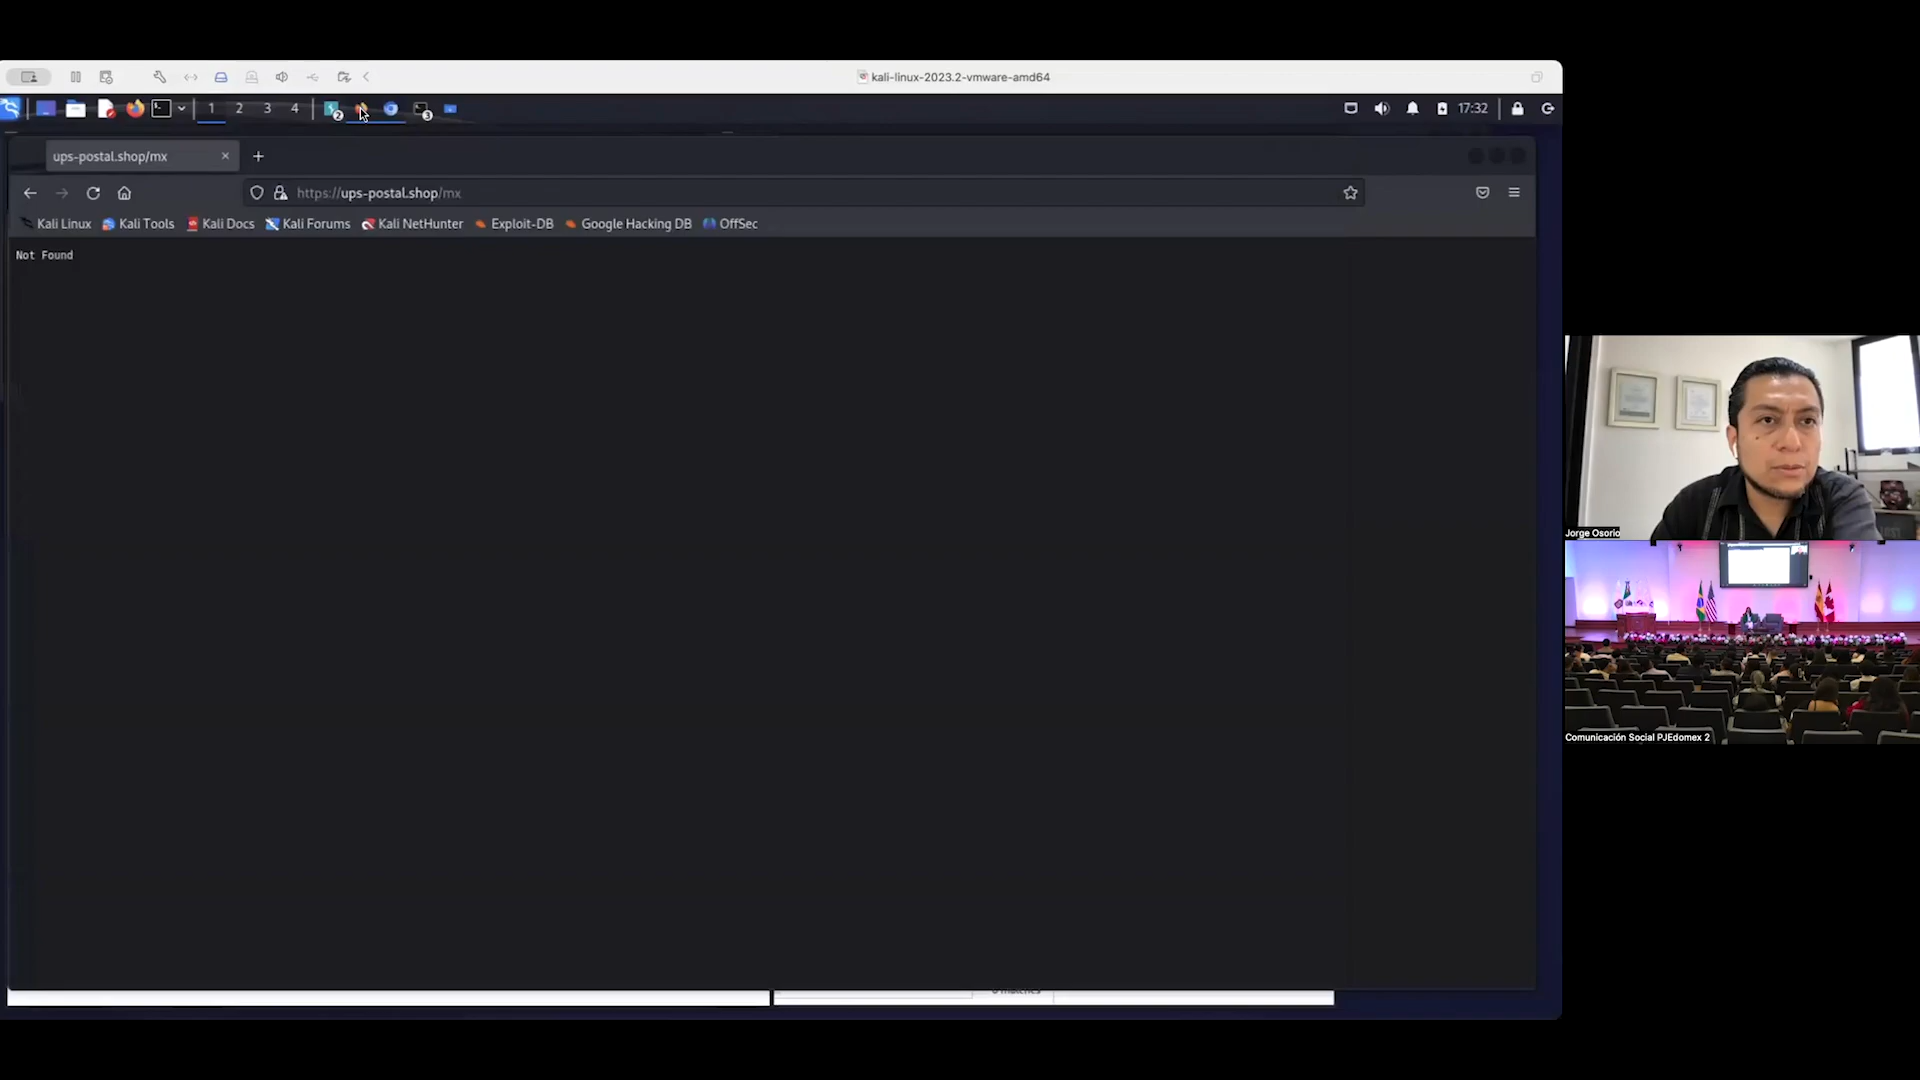 kali-linux-2023.2-vmware-amd64
1 2 3 4
2
3
17:32
ups-postal.shop/mx
https://ups-postal.shop/mx
Kali Linux Kali Tools Kali Docs Kali Forums Kali NetHunter Exploit-DB Google Hacking DB OffSec
Not Found
Jorge Osorio
Comunicación Social PJEdomex 2